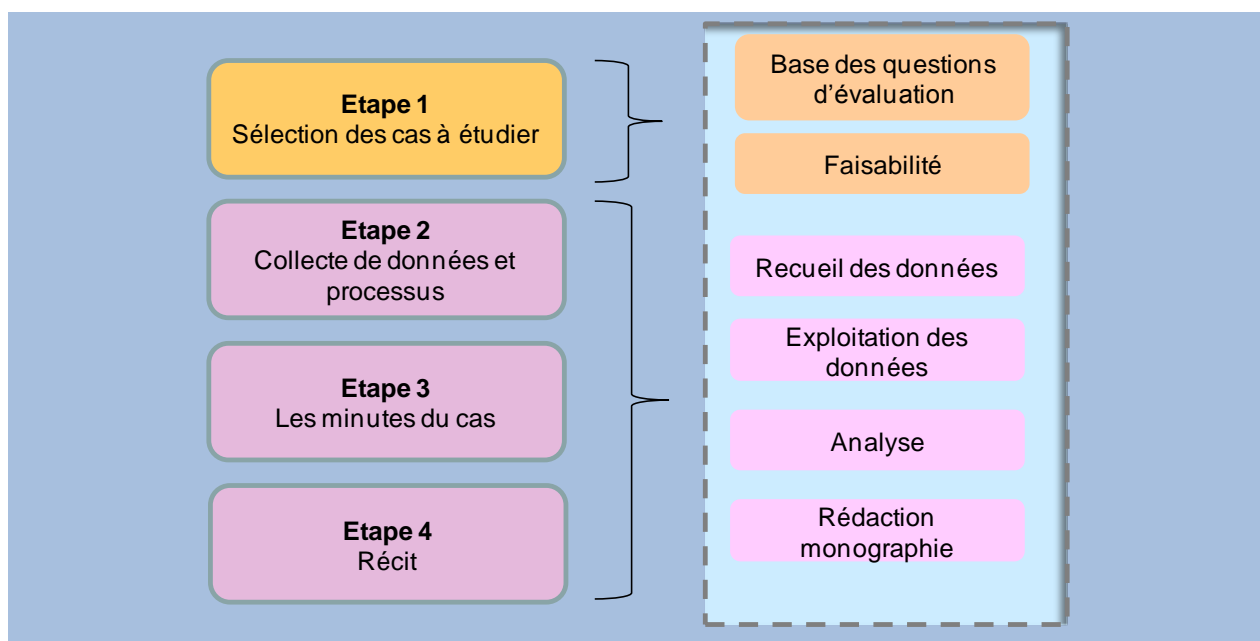 Etape 1
Sélection des cas à étudier
Etape 2
Collecte de données et
processus
Etape 3
Les minutes du cas
Etape 4
Récit
Base des questions
d’évaluation
Faisabilité
Recueil des données
Exploitation des
données
Analyse
Rédaction
monographie